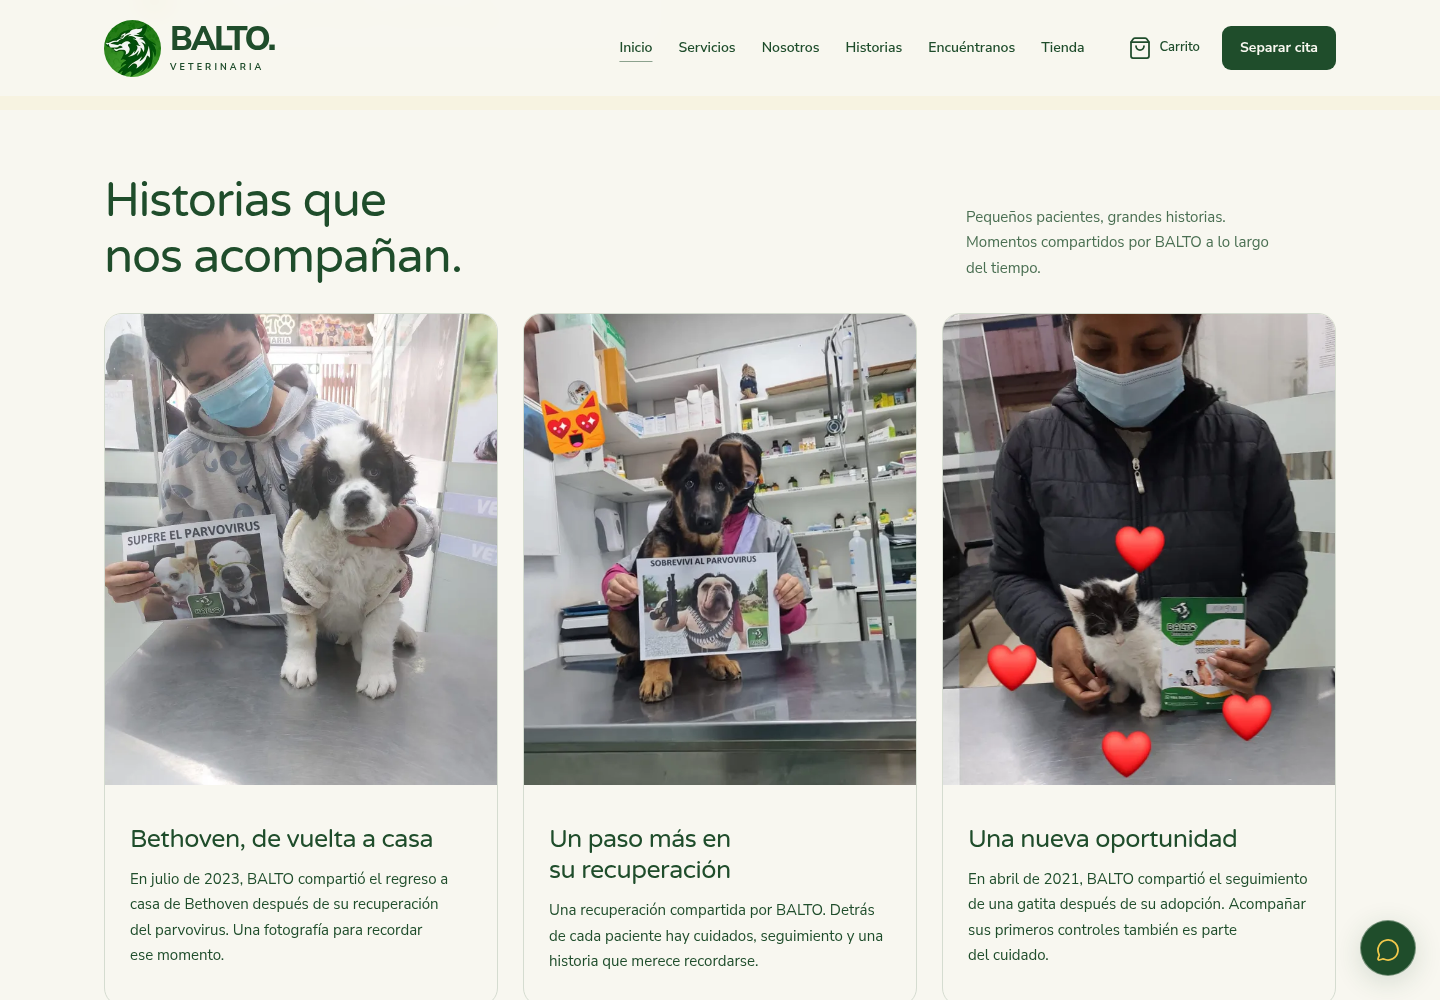 BALTO.
VETERINARIA
Inicio
Servicios
Nosotros
Historias
Encuéntranos
Tienda
Carrito
Separar cita
Historias que
nos acompañan.
Pequeños pacientes, grandes historias.
Momentos compartidos por BALTO a lo largo
del tiempo.
SUPERE EL PARVOVIRUS
SOBREVIVI AL PARVOVIRUS
BALTO
Bethoven, de vuelta a casa
En julio de 2023, BALTO compartió el regreso a
casa de Bethoven después de su recuperación
del parvovirus. Una fotografía para recordar
ese momento.
Un paso más en
su recuperación
Una recuperación compartida por BALTO. Detrás
de cada paciente hay cuidados, seguimiento y una
historia que merece recordarse.
Una nueva oportunidad
En abril de 2021, BALTO compartió el seguimiento
de una gatita después de su adopción. Acompañar
sus primeros controles también es parte
del cuidado.